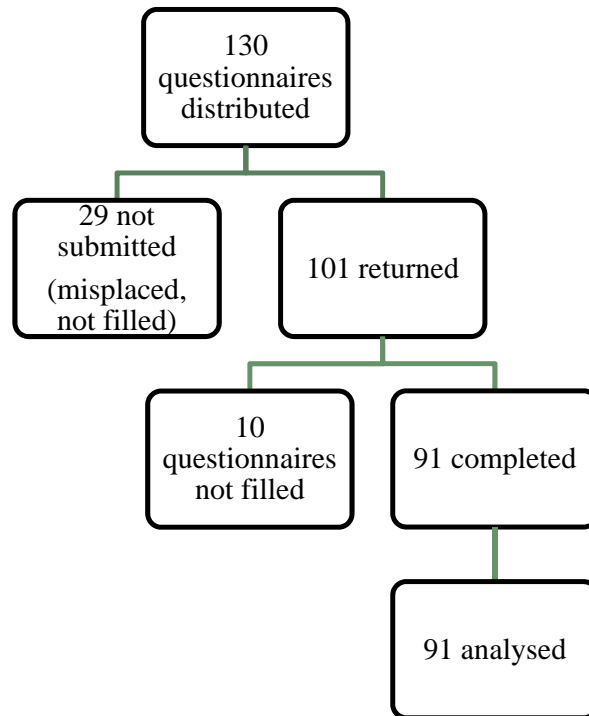 130
questionnaires
distributed
29 not
submitted
(misplaced,
not filled)
101 returned
10
questionnaires
not filled
91 completed
91 analysed